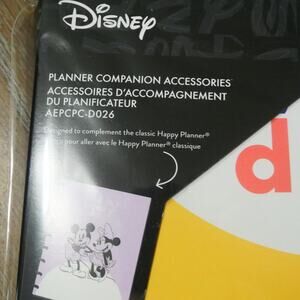 Disney
PLANNER COMPANION ACCESSORIES
ACCESSOIRES D'ACCOMPAGNEMENT
DU PLANIFICATEUR
AEPCPC-D026
Designed to complement the classic Happy Planner®
pour aller avec le Happy Planner® classique
d